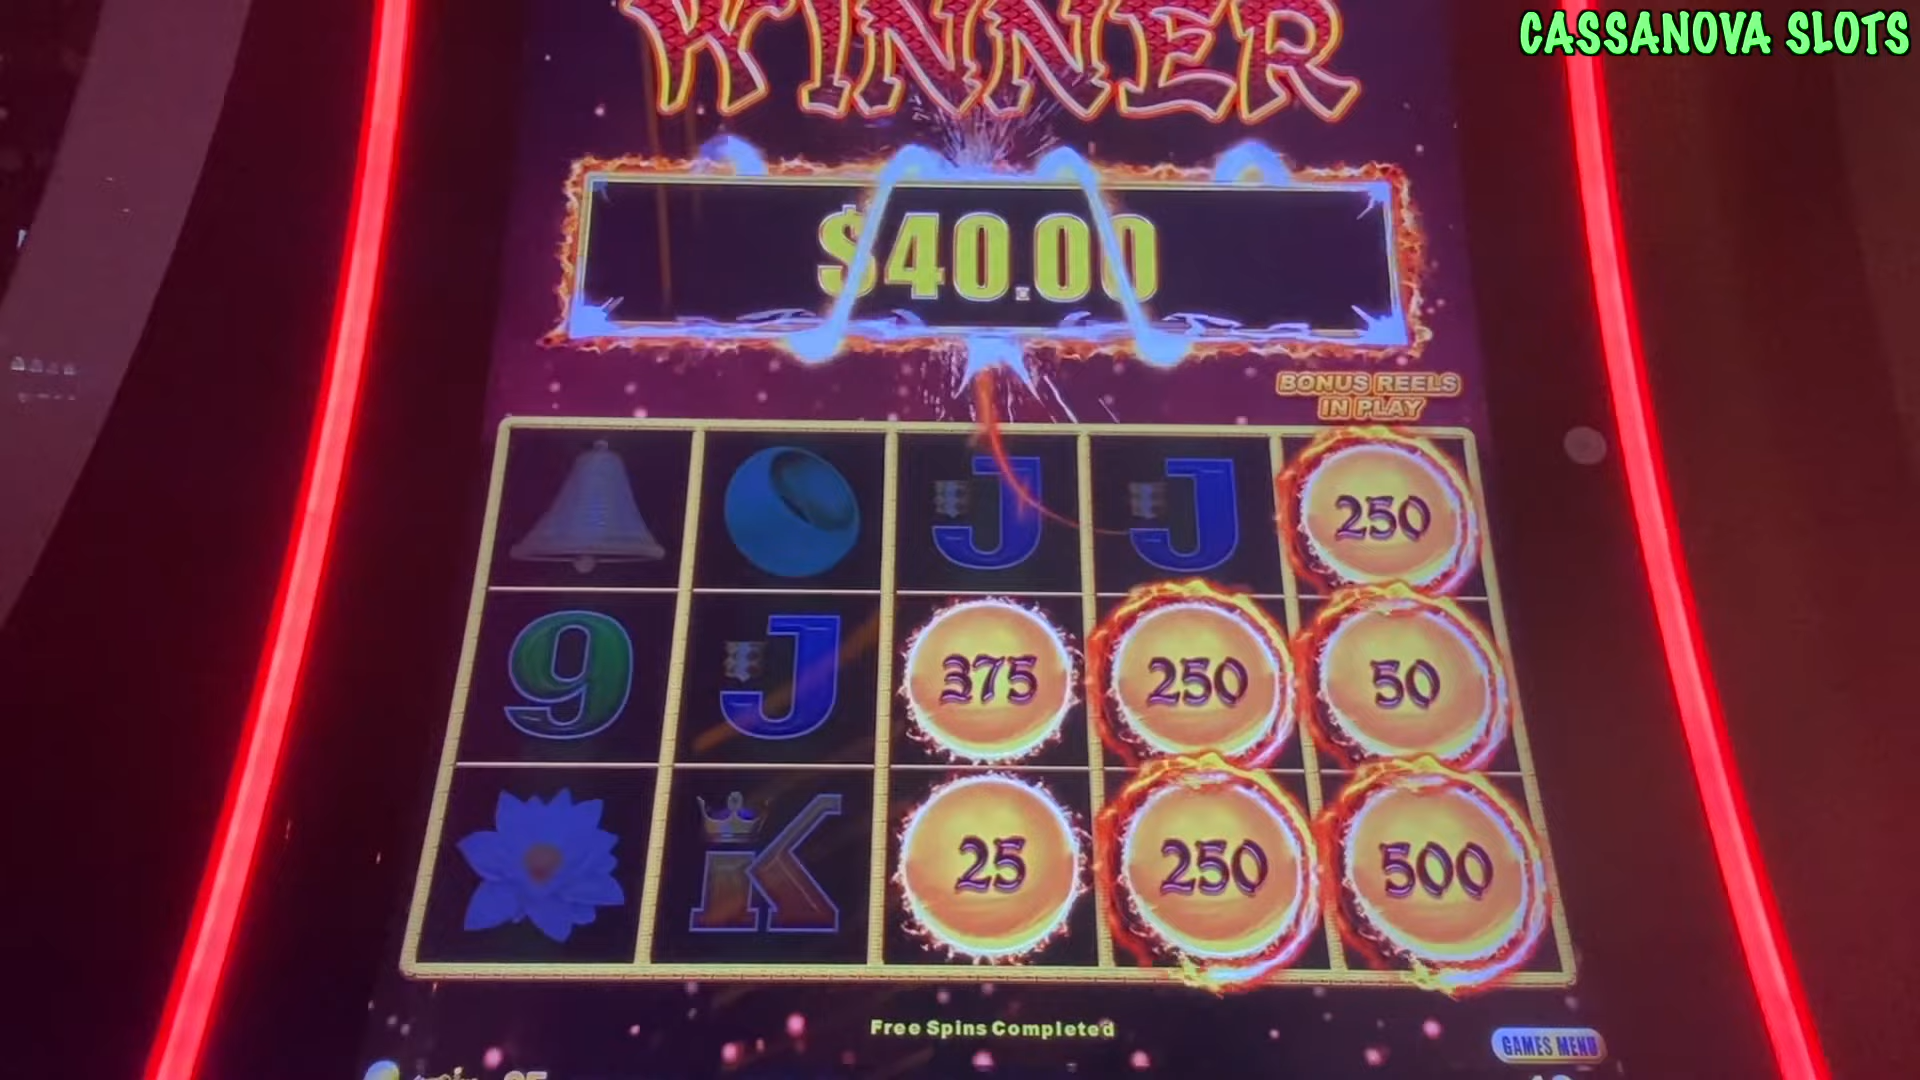 CASSANOVA SLOTS
WINNER
$40.00
BONUS REELS
IN PLAY
J J 250
9 J 375 250 50
K 25 250 500
Free Spins Completed
GAMES MENU